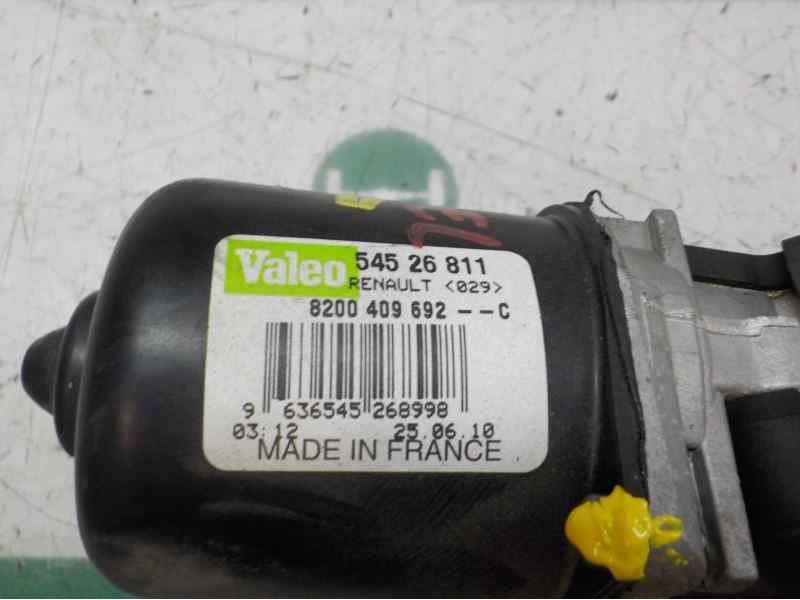 Valeo 545 26 811
RENAULT <029>
8200 409 692 --C
9 636545 268998
03:12 25.06.10
MADE IN FRANCE